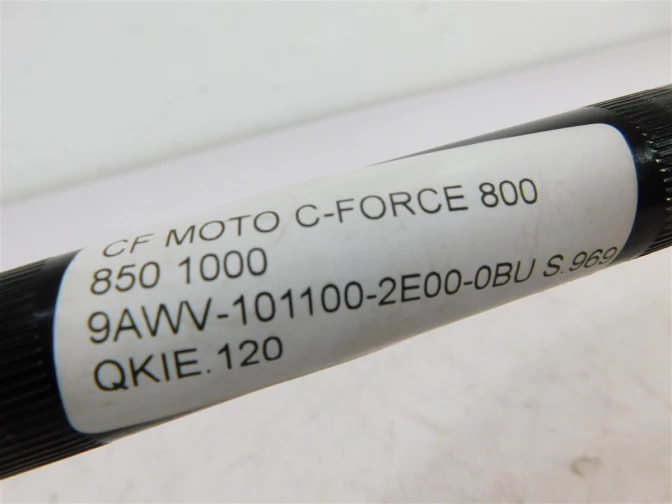 CF MOTO C-FORCE 800
850 1000
9AWV-101100-2E00-0BU S.969
QKIE.120